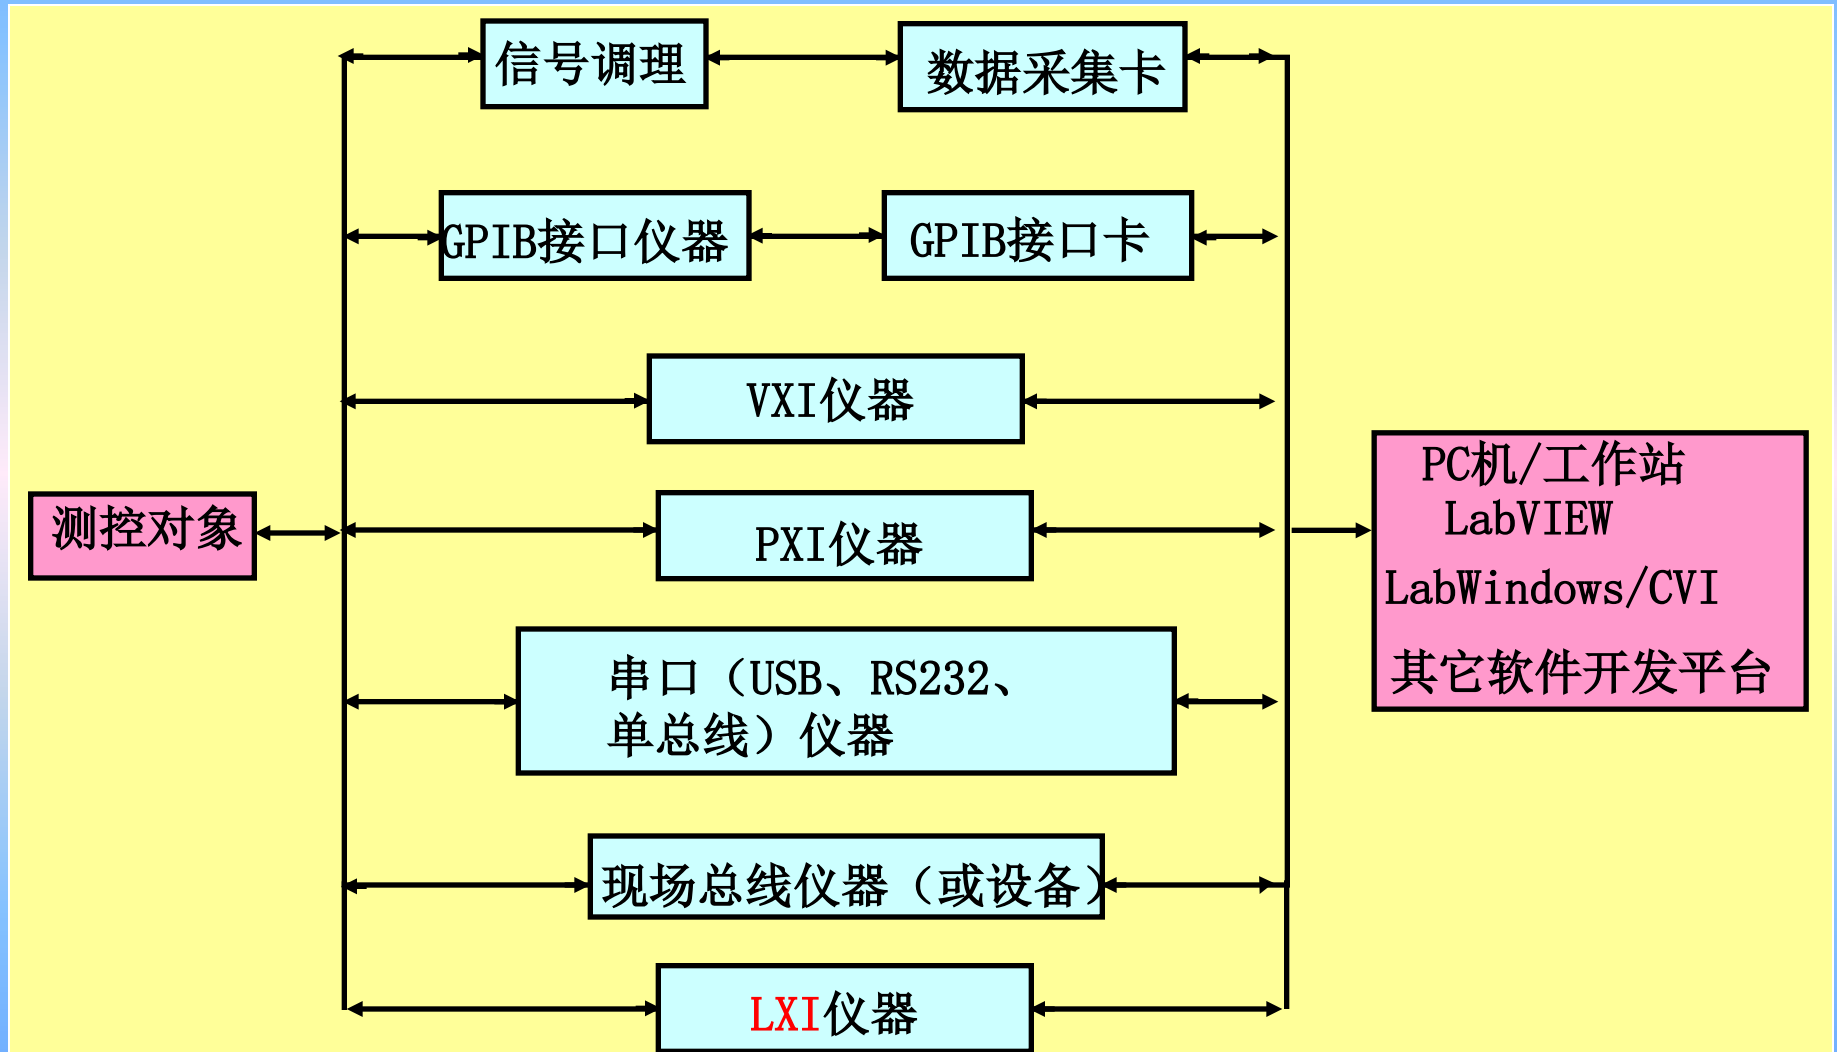 信号调理
数据采集卡
GPIB接口仪器
GPIB接口卡
VXI仪器
测控对象
PXI仪器
PC机/工作站
LabVIEW
LabWindows/CVI
其它软件开发平台
串口（USB、RS232、
单总线）仪器
现场总线仪器（或设备）
LXI仪器